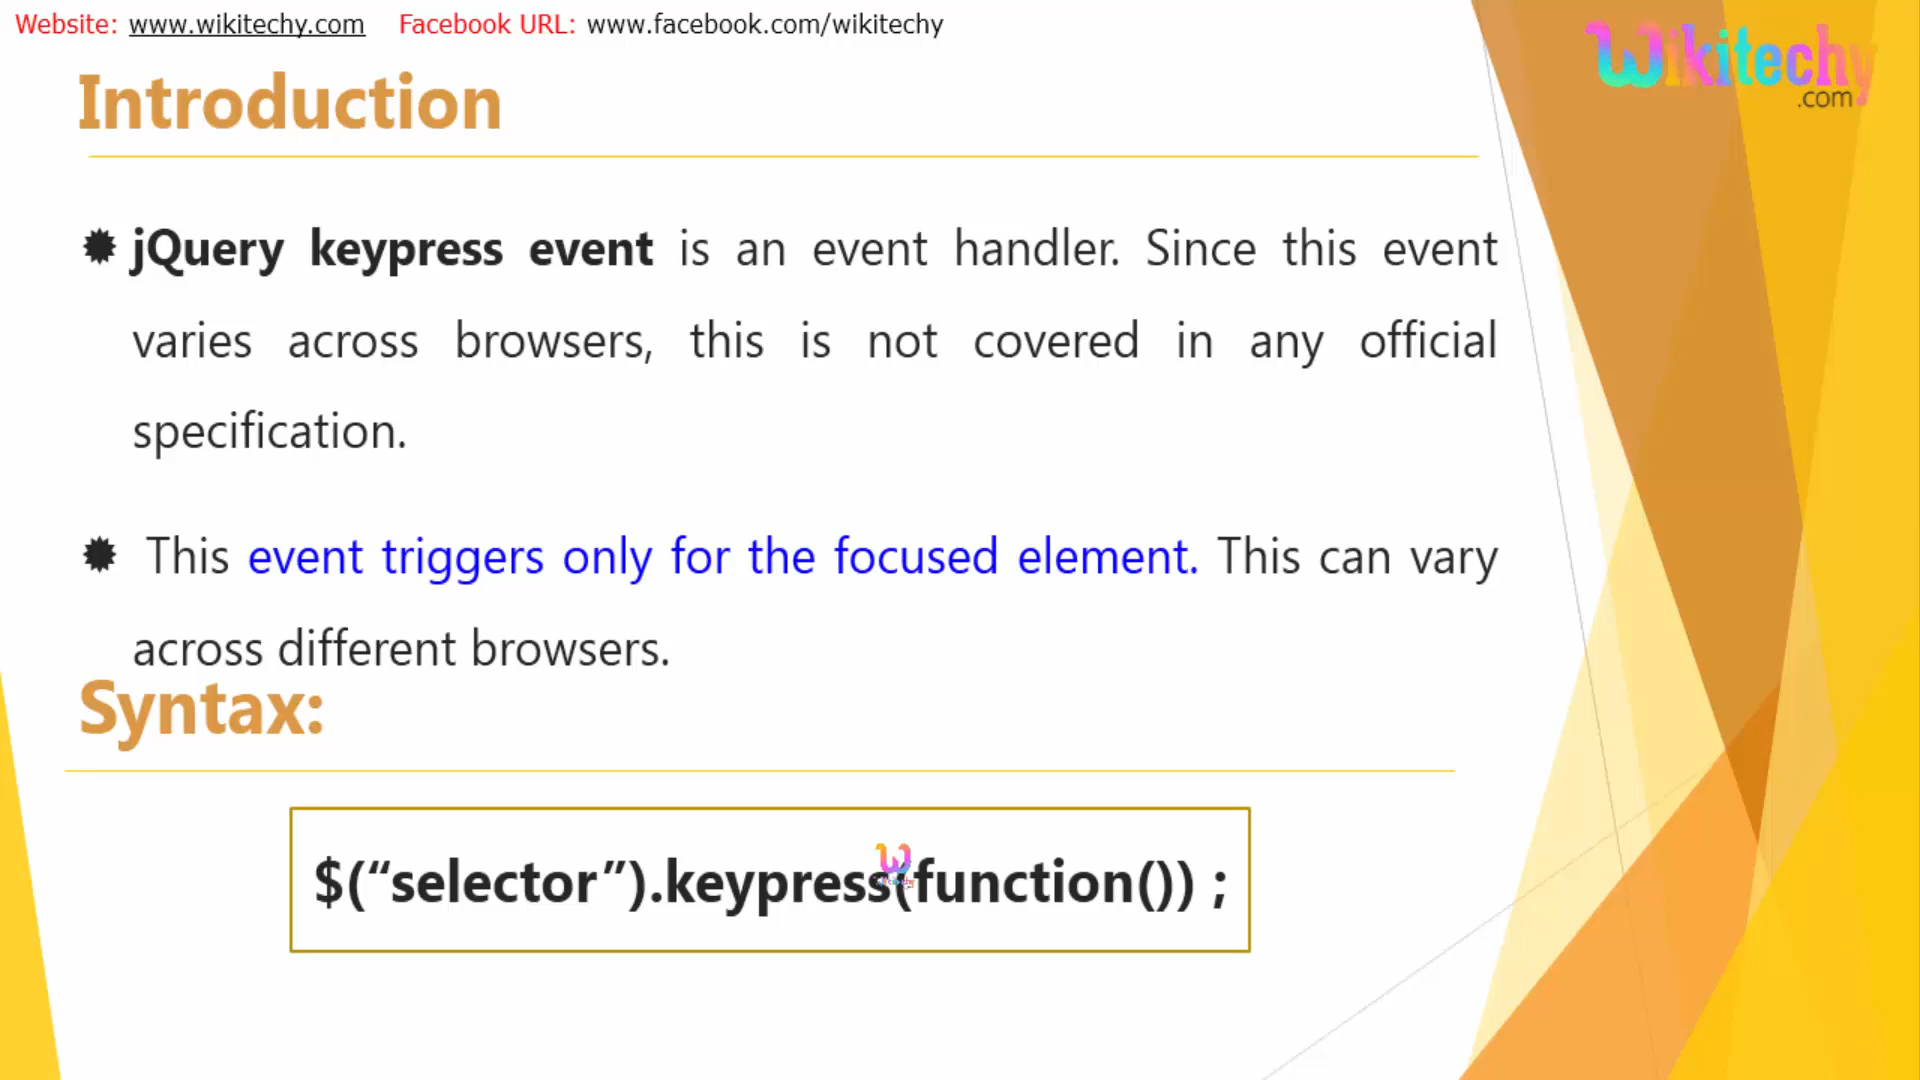 Website: www.wikitechy.com Facebook URL: www.facebook.com/wikitechy
Wikitechy
.com
Introduction
jQuery keypress event is an event handler. Since this event
varies across browsers, this is not covered in any official
specification.
This event triggers only for the focused element. This can vary
across different browsers.
Syntax:
$(“selector”).keypress(function()) ;